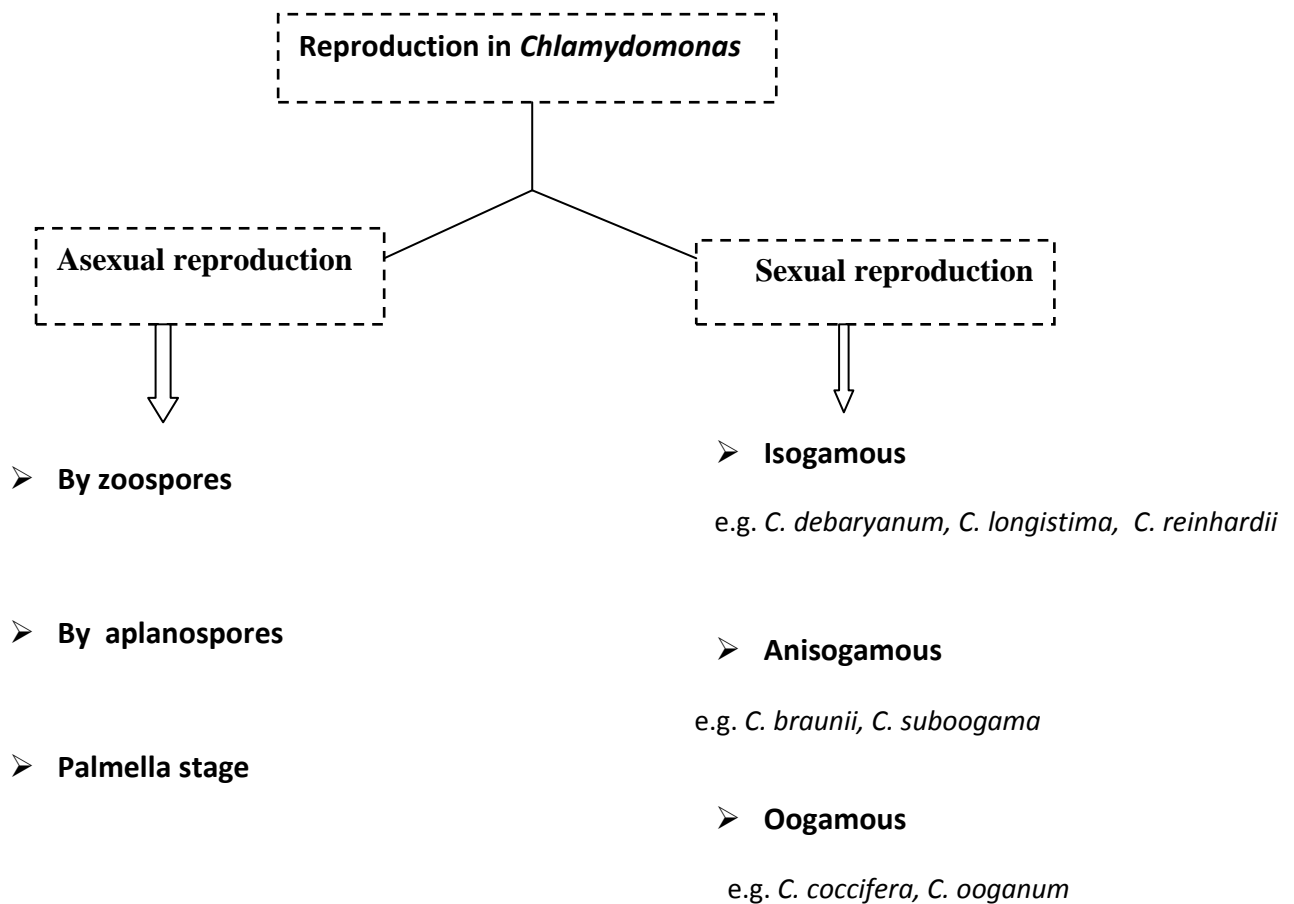 Reproduction in Chlamydomonas
Asexual reproduction
➢ By zoospores
➢ By aplanospores
➢ Palmella stage
Sexual reproduction
➢ Isogamous
e.g. C. debaryanum, C. longistima, C. reinhardii
➢ Anisogamous
e.g. C. braunii, C. suboogama
➢ Oogamous
e.g. C. coccifera, C. ooganum